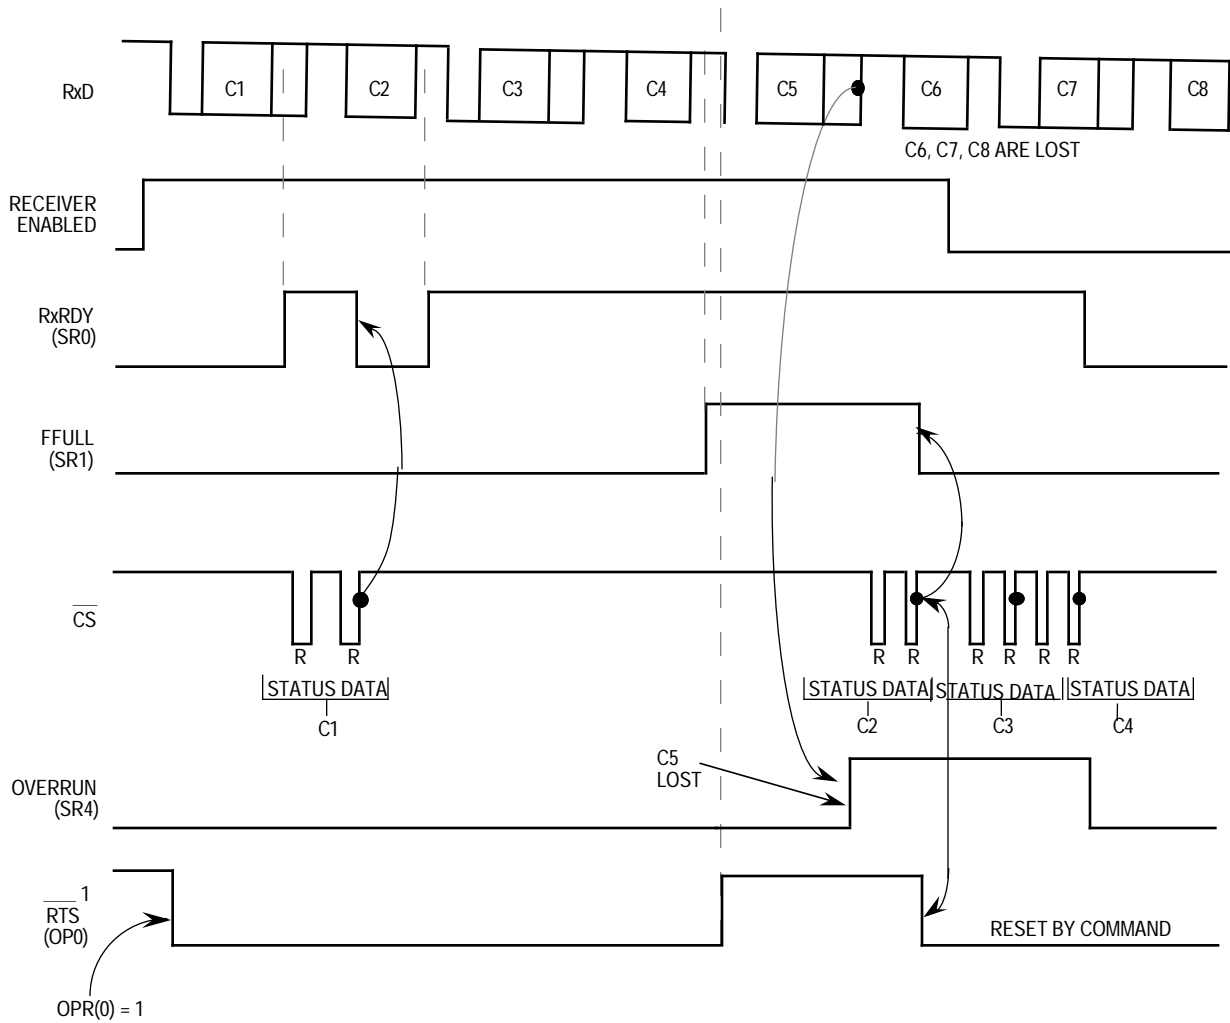 RxD
C1
C2
C3
C4
C5
C6
C7
C8
C6, C7, C8 ARE LOST
RECEIVER
ENABLED
RxRDY
(SR0)
FFULL
(SR1)
CS
R
R
R
R
R
R
R
R
STATUS DATA
STATUS DATA
STATUS DATA
STATUS DATA
C1
C2
C3
C4
C5
LOST
OVERRUN
(SR4)
RTS 1
(OP0)
RESET BY COMMAND
OPR(0) = 1